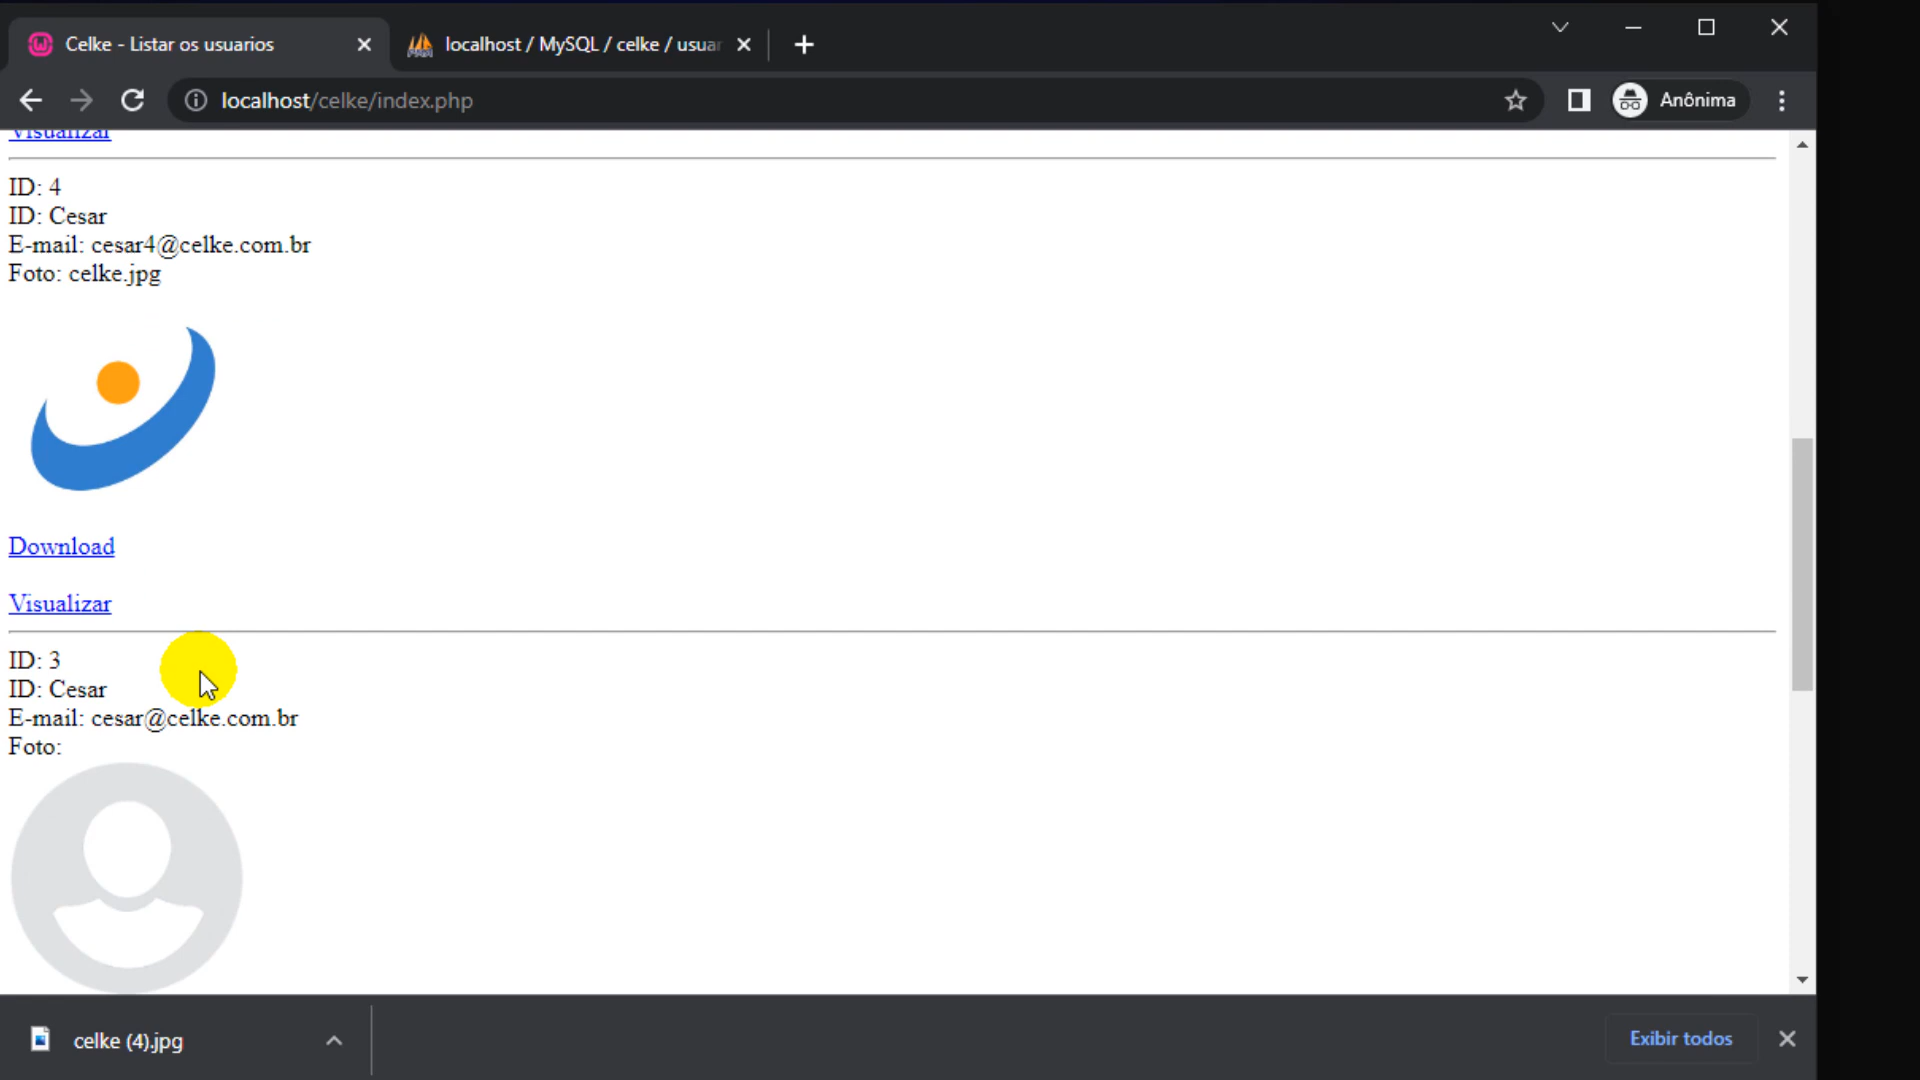 Celke - Listar os usuarios
localhost / MySQL / celke / usuar
localhost/celke/index.php
Anônima
Visualizar
ID: 4
ID: Cesar
E-mail: cesar4@celke.com.br
Foto: celke.jpg
Download
Visualizar
ID: 3
ID: Cesar
E-mail: cesar@celke.com.br
Foto:
celke (4).jpg
Exibir todos